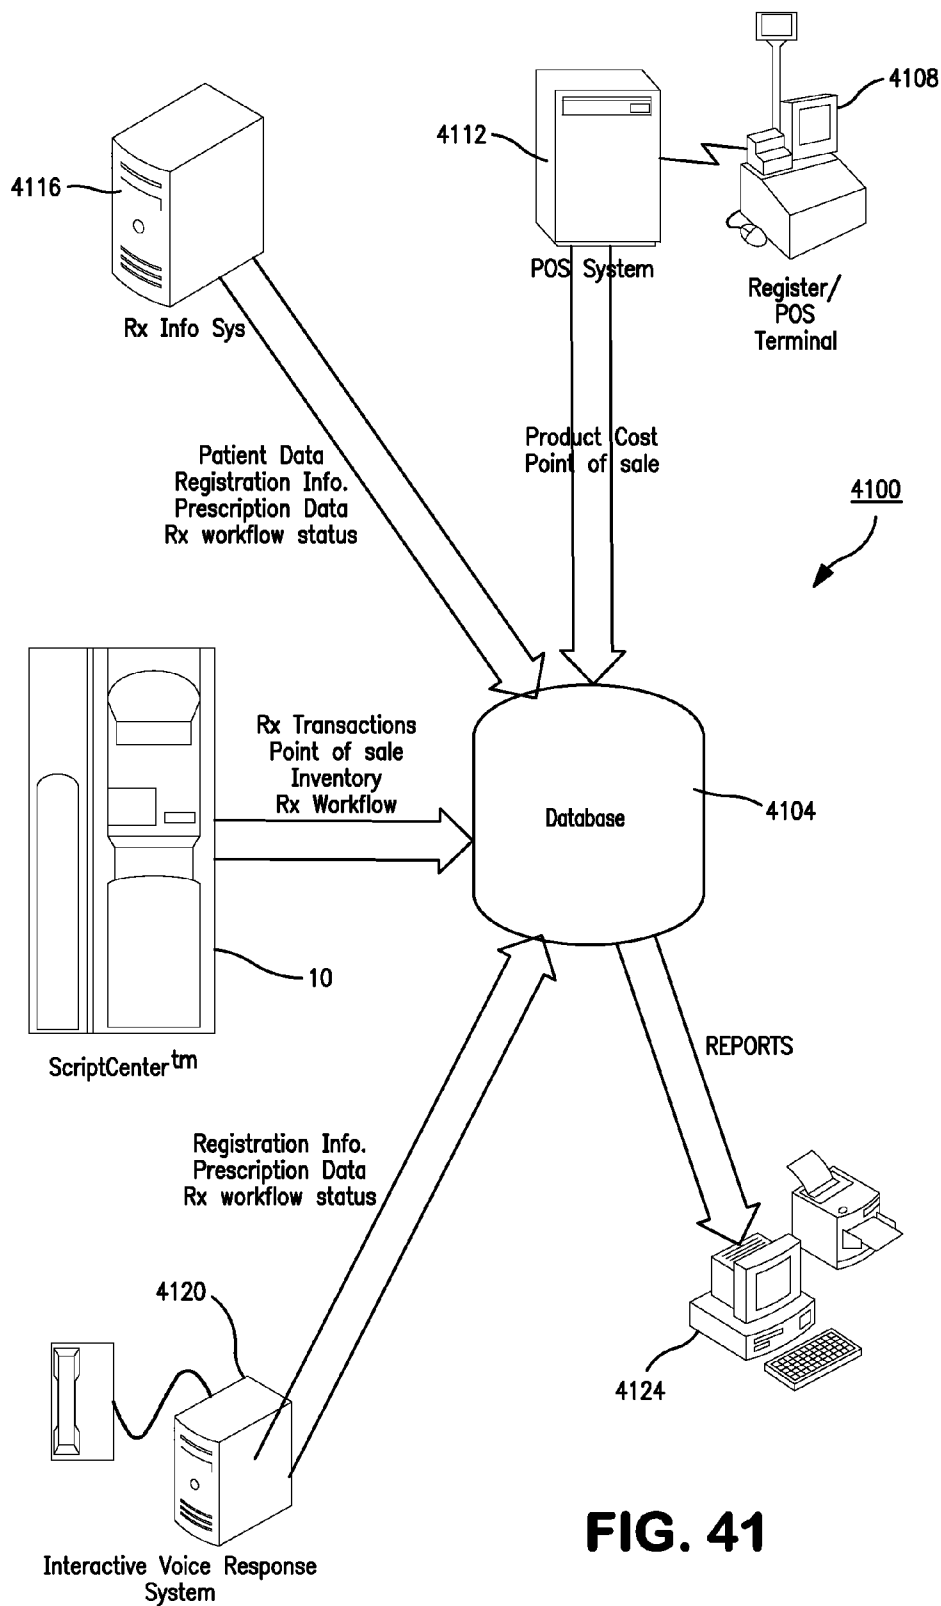 4108
4112
4116
POS System
Register/
POS
Terminal
Rx Info Sys
Product Cost
Point of sale
Patient Data
Registration Info.
Prescription Data
Rx workflow status
4100
Rx Transactions
Point of sale
Inventory
Rx Workflow
Database
4104
10
ScriptCenter™
REPORTS
Registration Info.
Prescription Data
Rx workflow status
4120
4124
Interactive Voice Response
System
FIG. 41